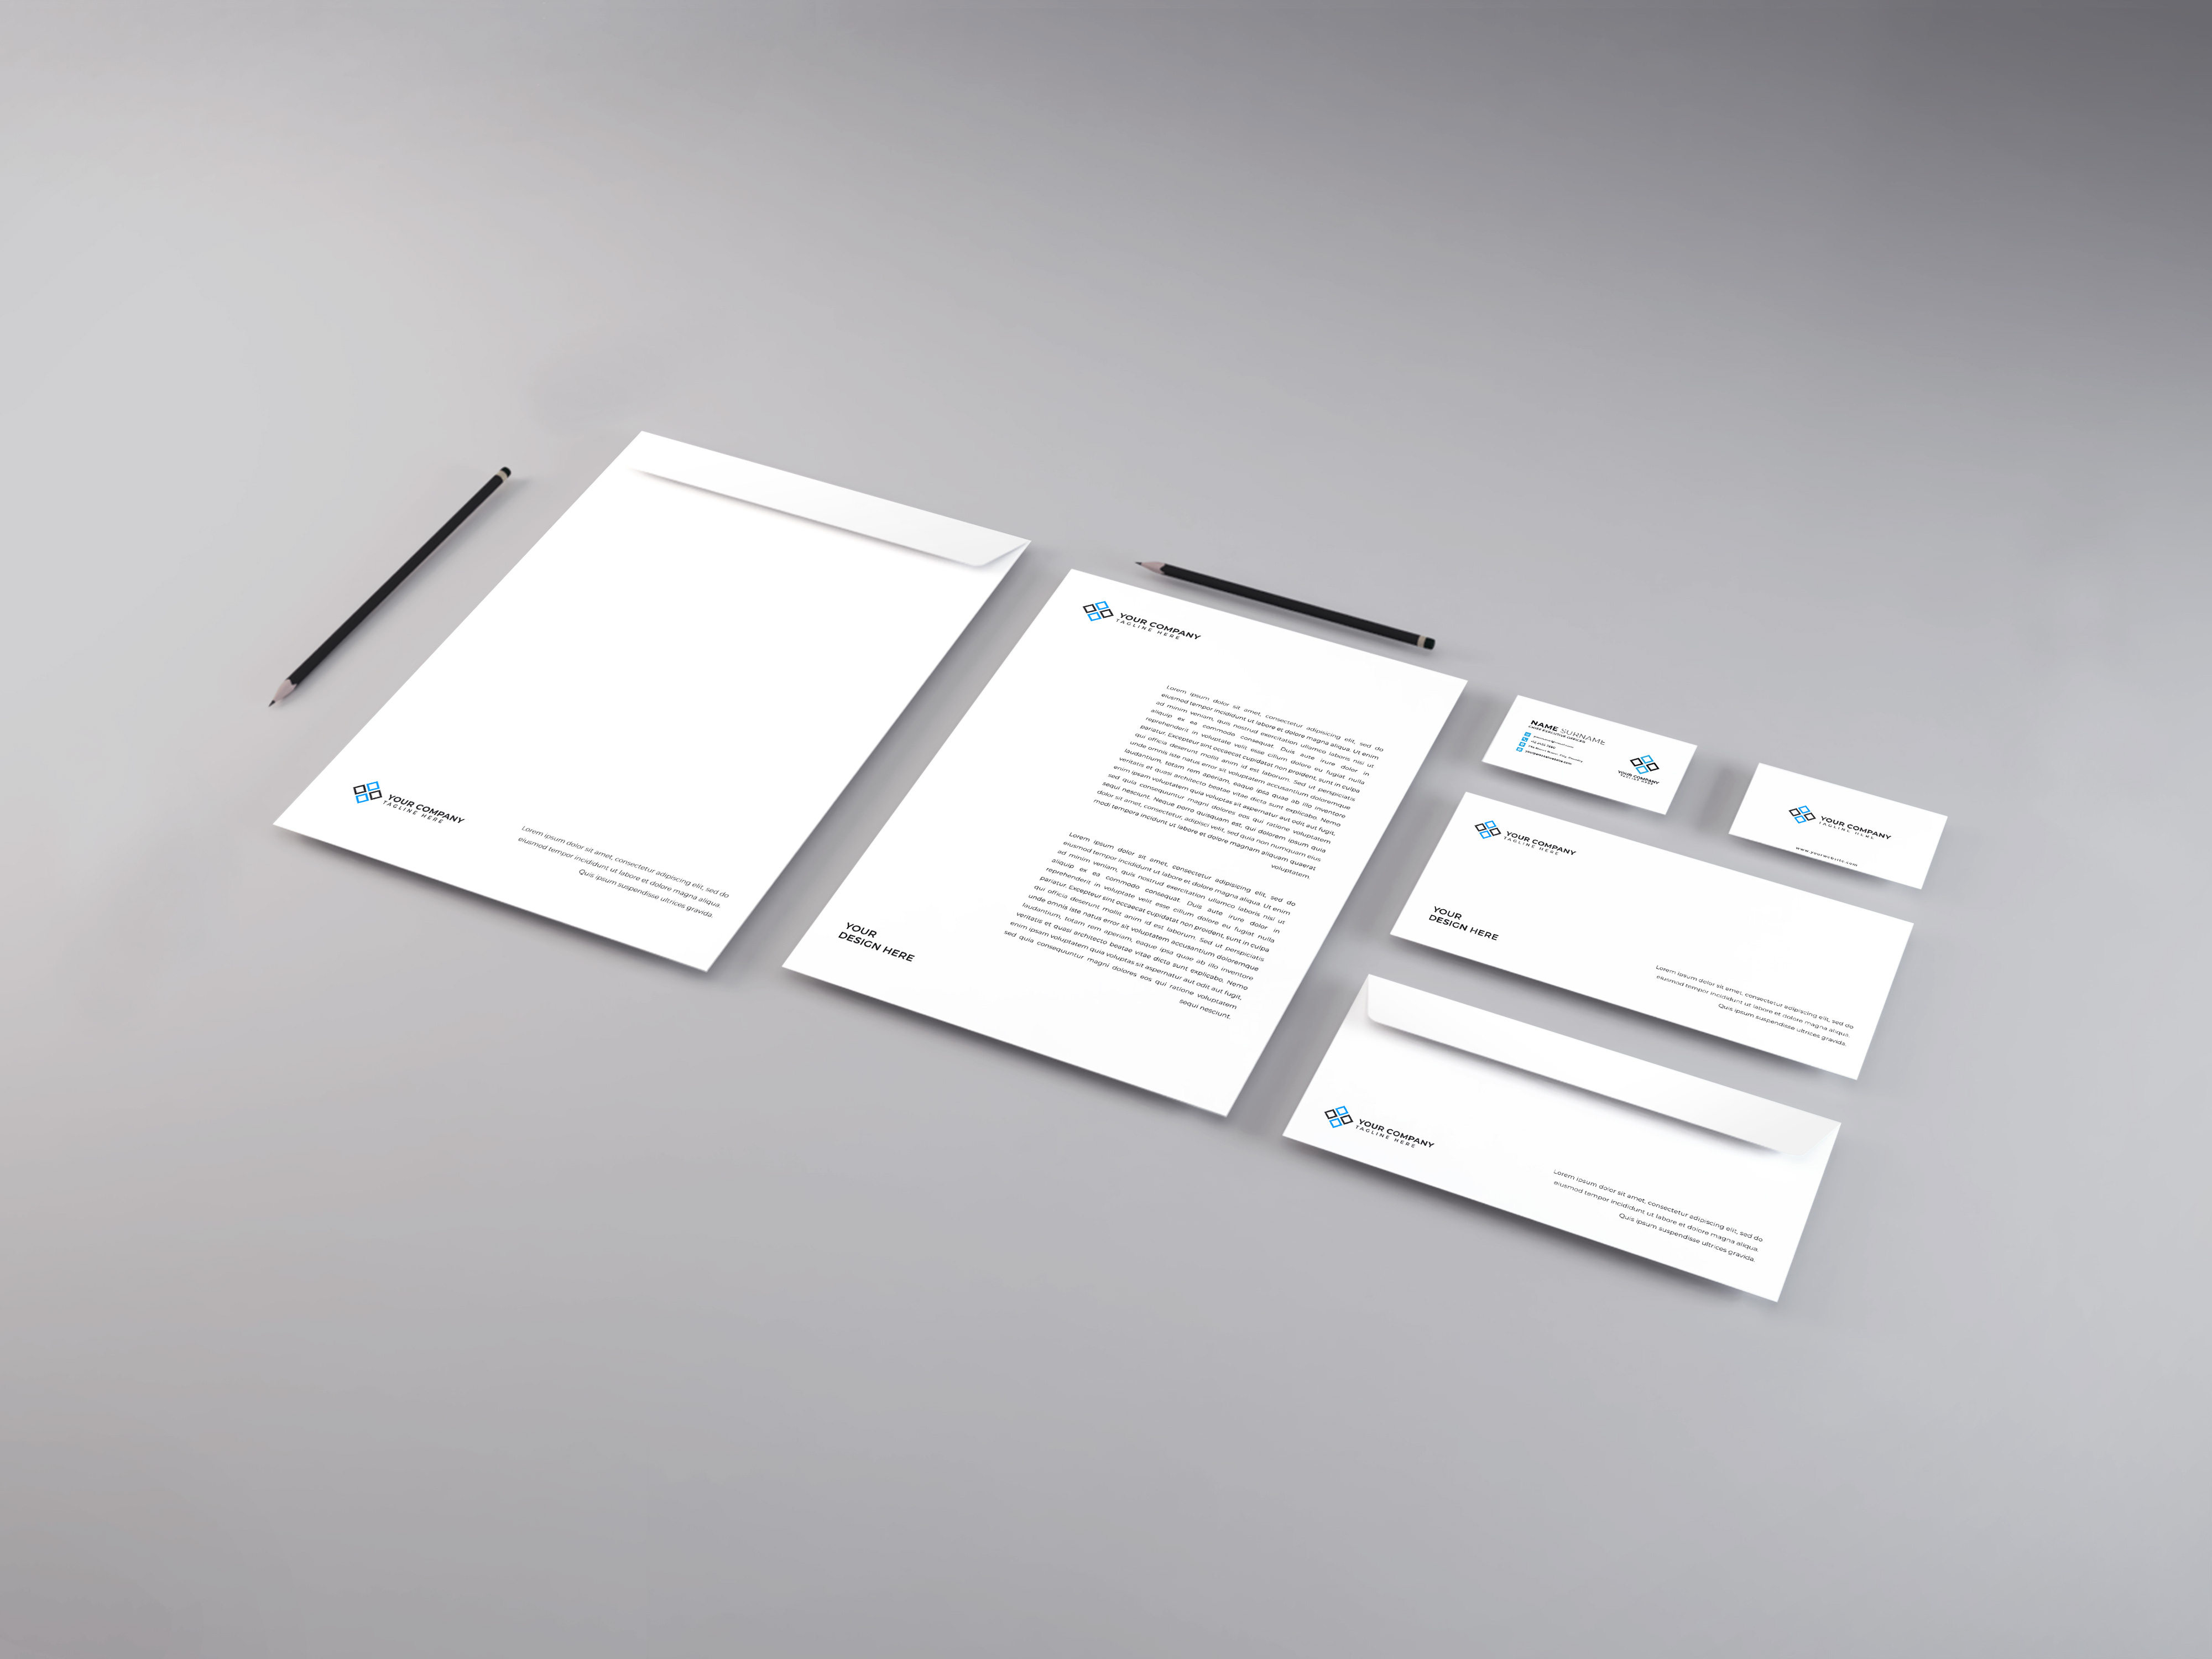 YOUR COMPANY
TAGLINE HERE
Lorem ipsum dolor sit amet, consectetur adipiscing elit, sed do
eiusmod tempor incididunt ut labore et dolore magna aliqua.
Quis ipsum suspendisse ultrices gravida.
YOUR COMPANY
TAGLINE HERE
Lorem ipsum dolor sit amet, consectetur adipisicing elit, sed do
eiusmod tempor incididunt ut labore et dolore magna aliqua. Ut enim
ad minim veniam, quis nostrud exercitation ullamco laboris nisi ut
aliquip ex ea commodo consequat. Duis aute irure dolor in
reprehenderit in voluptate velit esse cillum dolore eu fugiat nulla
pariatur. Excepteur sint occaecat cupidatat non proident, sunt in culpa
qui officia deserunt mollit anim id est laborum. Sed ut perspiciatis
unde omnis iste natus error sit voluptatem accusantium doloremque
laudantium, totam rem aperiam, eaque ipsa quae ab illo inventore
veritatis et quasi architecto beatae vitae dicta sunt explicabo. Nemo
enim ipsam voluptatem quia voluptas sit aspernatur aut odit aut fugit,
sed quia consequuntur magni dolores eos qui ratione voluptatem
sequi nesciunt. Neque porro quisquam est, qui dolorem ipsum quia
dolor sit amet, consectetur, adipisci velit, sed quia non numquam eius
modi tempora incidunt ut labore et dolore magnam aliquam quaerat
voluptatem.
Lorem ipsum dolor sit amet, consectetur adipisicing elit, sed do
eiusmod tempor incididunt ut labore et dolore magna aliqua. Ut enim
ad minim veniam, quis nostrud exercitation ullamco laboris nisi ut
aliquip ex ea commodo consequat. Duis aute irure dolor in
reprehenderit in voluptate velit esse cillum dolore eu fugiat nulla
pariatur. Excepteur sint occaecat cupidatat non proident, sunt in culpa
qui officia deserunt mollit anim id est laborum. Sed ut perspiciatis
unde omnis iste natus error sit voluptatem accusantium doloremque
laudantium, totam rem aperiam, eaque ipsa quae ab illo inventore
veritatis et quasi architecto beatae vitae dicta sunt explicabo. Nemo
enim ipsam voluptatem quia voluptas sit aspernatur aut odit aut fugit,
sed quia consequuntur magni dolores eos qui ratione voluptatem
sequi nesciunt.
YOUR
DESIGN HERE
NAME SURNAME
CHIEF EXECUTIVE OFFICER
YOUR COMPANY
TAGLINE HERE
YOUR COMPANY
TAGLINE HERE
www.yourwebsite.com
YOUR COMPANY
TAGLINE HERE
YOUR
DESIGN HERE
Lorem ipsum dolor sit amet, consectetur adipiscing elit, sed do
eiusmod tempor incididunt ut labore et dolore magna aliqua.
Quis ipsum suspendisse ultrices gravida.
YOUR COMPANY
TAGLINE HERE
Lorem ipsum dolor sit amet, consectetur adipiscing elit, sed do
eiusmod tempor incididunt ut labore et dolore magna aliqua.
Quis ipsum suspendisse ultrices gravida.